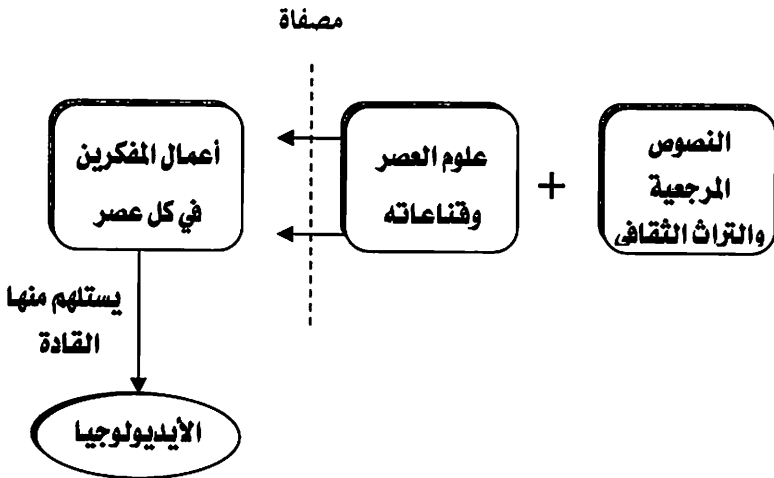 مصفاة
النصوص
المرجعية
والتراث الثقافي
+
علوم العصر
وقناعاته
أعمال المفكرين
في كل عصر
يستلهم منها
القادة
الأيديولوجيا